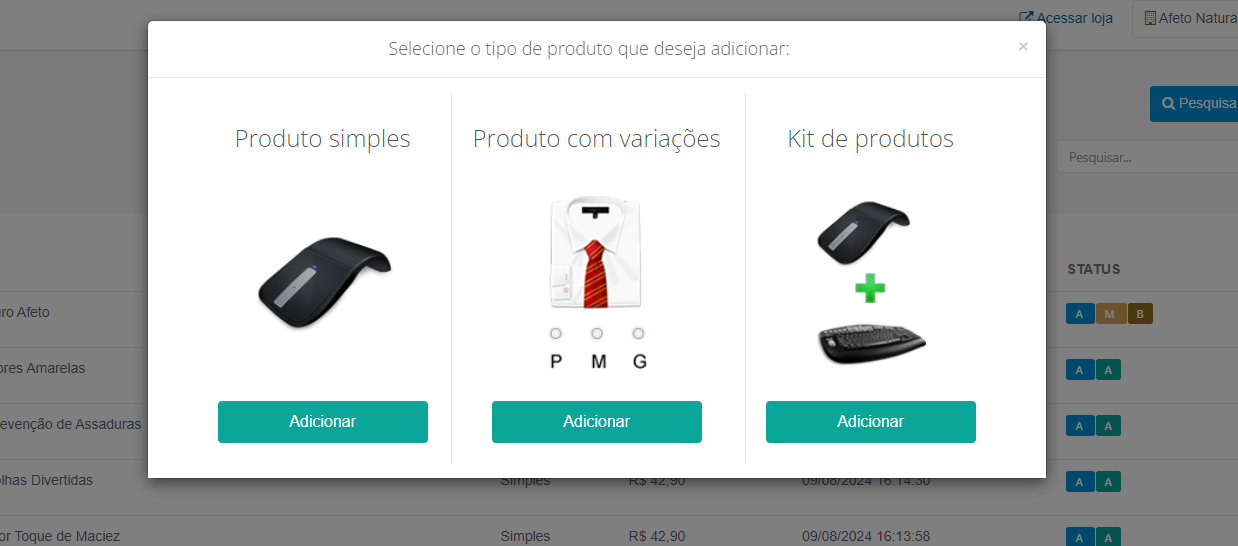 Acessar loja
Afeto Natura
Selecione o tipo de produto que deseja adicionar:
×
Pesquisa
Produto simples
Produto com variações
Kit de produtos
Pesquisar...
STATUS
ro Afeto
A M B
P M G
ores Amarelas
A A
Adicionar
Adicionar
Adicionar
evenção de Assaduras
A A
lhas Divertidas
Simples
R$ 42,90
09/08/2024 16:14:30
A A
or Toque de Maciez
Simples
R$ 42,90
09/08/2024 16:13:58
A A